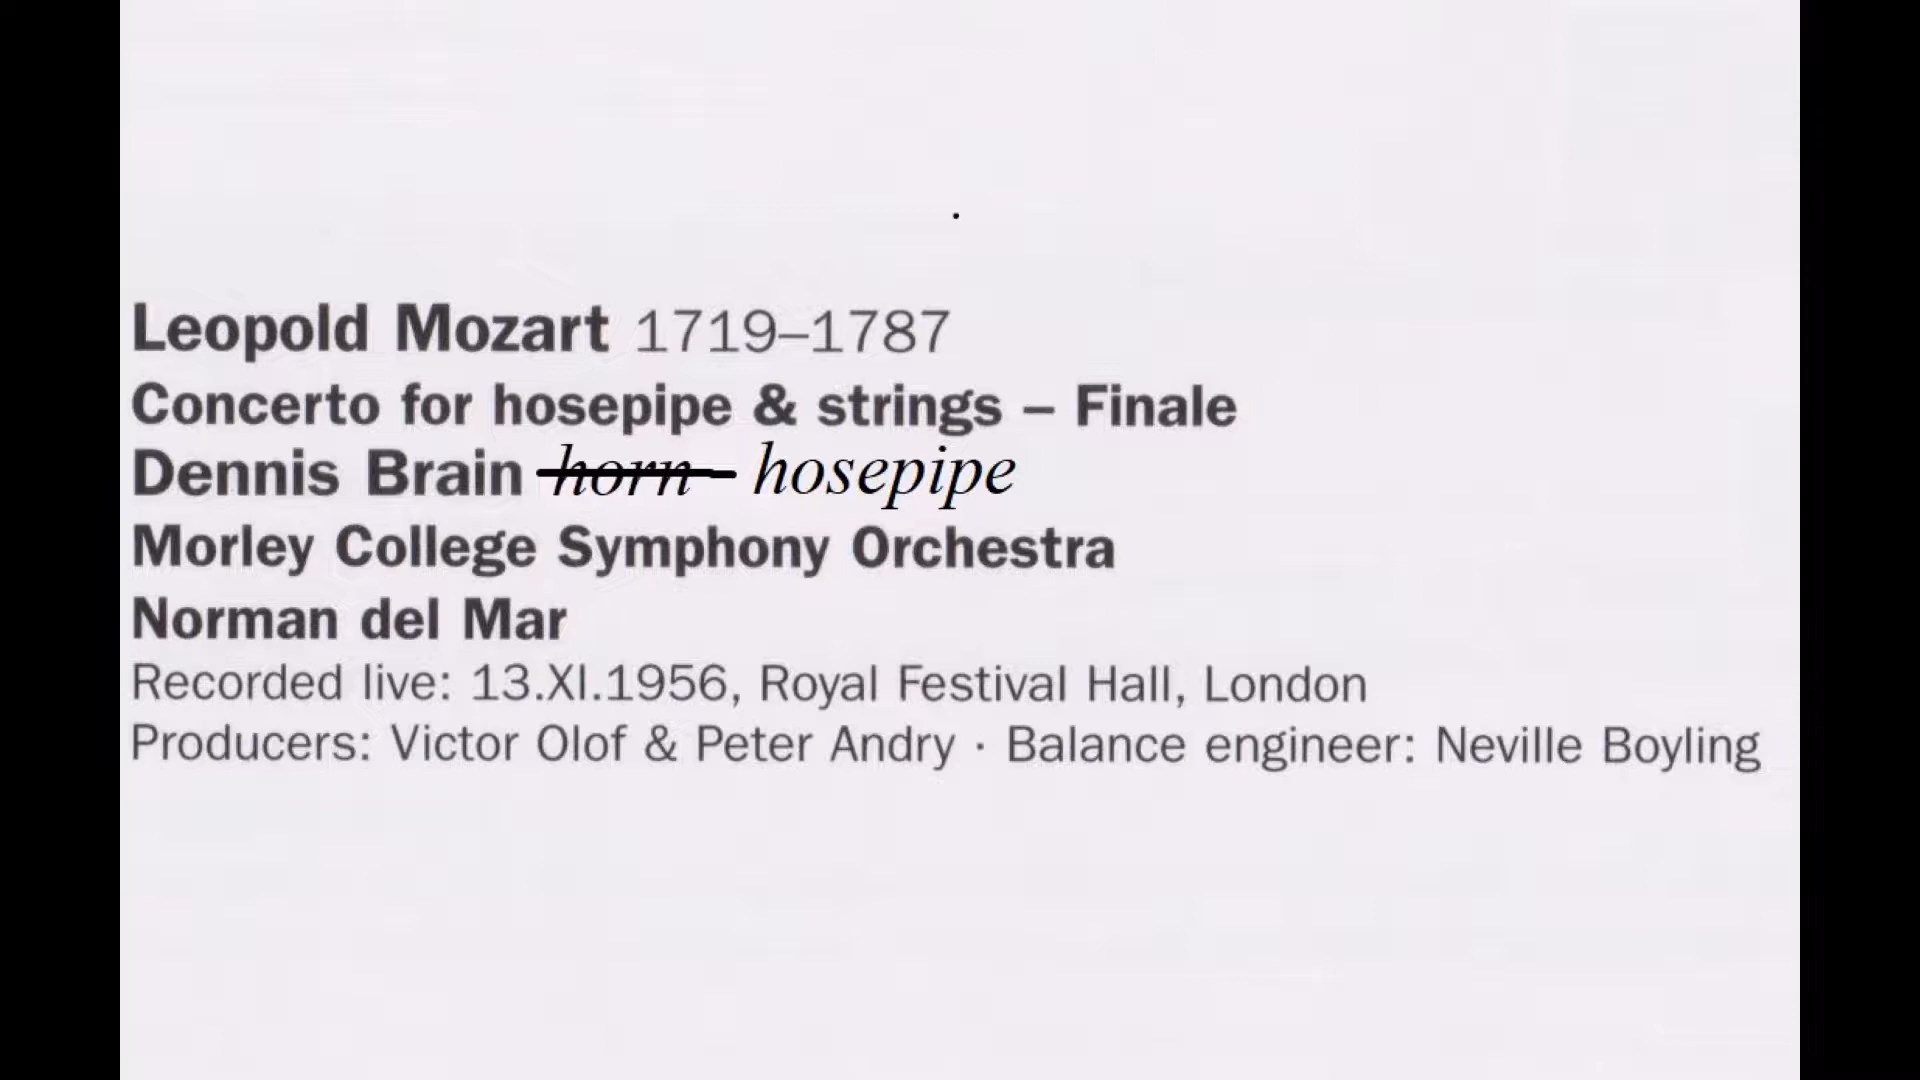 Leopold Mozart 1719–1787
Concerto for hosepipe & strings – Finale
Dennis Brain horn hosepipe
Morley College Symphony Orchestra
Norman del Mar
Recorded live: 13.XI.1956, Royal Festival Hall, London
Producers: Victor Olof & Peter Andry · Balance engineer: Neville Boyling